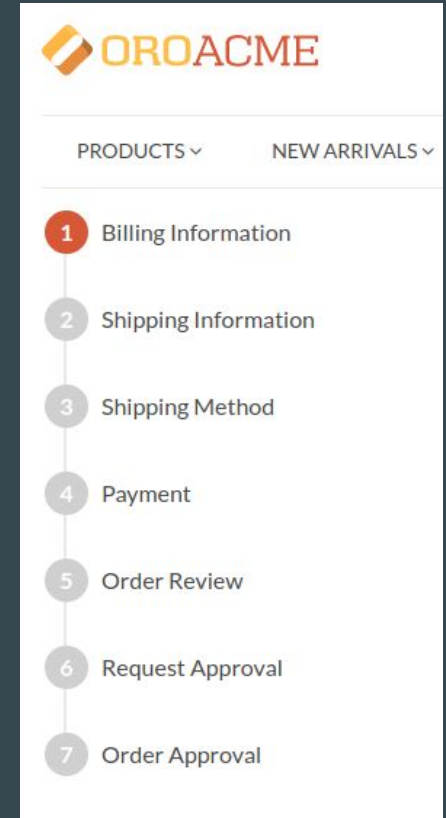 OROACME
PRODUCTS NEW ARRIVALS
1 Billing Information
2 Shipping Information
3 Shipping Method
4 Payment
5 Order Review
6 Request Approval
7 Order Approval